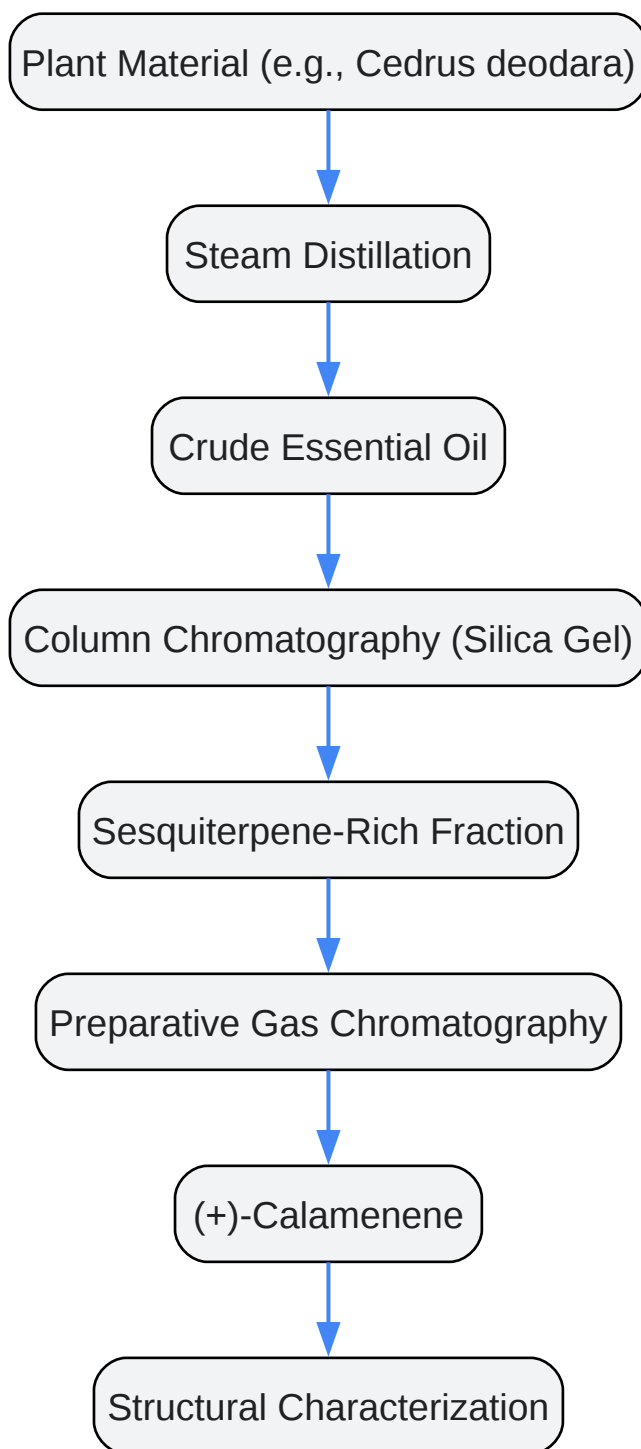 Plant Material (e.g., Cedrus deodara)
Steam Distillation
Crude Essential Oil
Column Chromatography (Silica Gel)
Sesquiterpene-Rich Fraction
Preparative Gas Chromatography
(+)-Calamenene
Structural Characterization